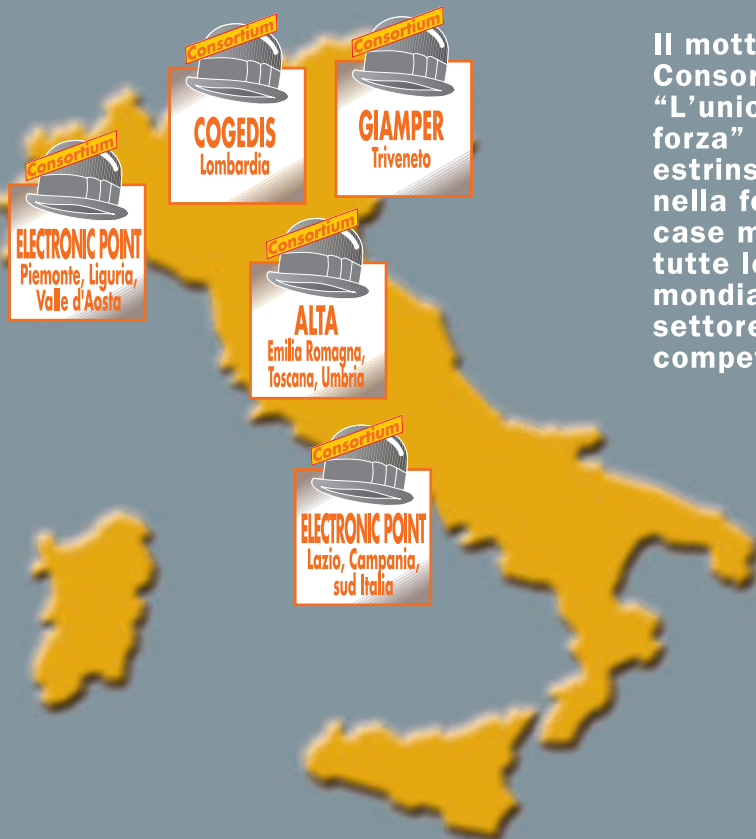 Consortium
COGEDIS
Lombardia
Consortium
GIAMPER
Triveneto
Consortium
ELECTRONIC POINT
Piemonte, Liguria,
Valle d'Aosta
Consortium
ALTA
Emilia Romagna,
Toscana, Umbria
Consortium
ELECTRONIC POINT
Lazio, Campania,
sud Italia
Il mott
Consor
“L'unio
forza”
estrins
nella fo
case m
tutte le
mondia
settore
compet